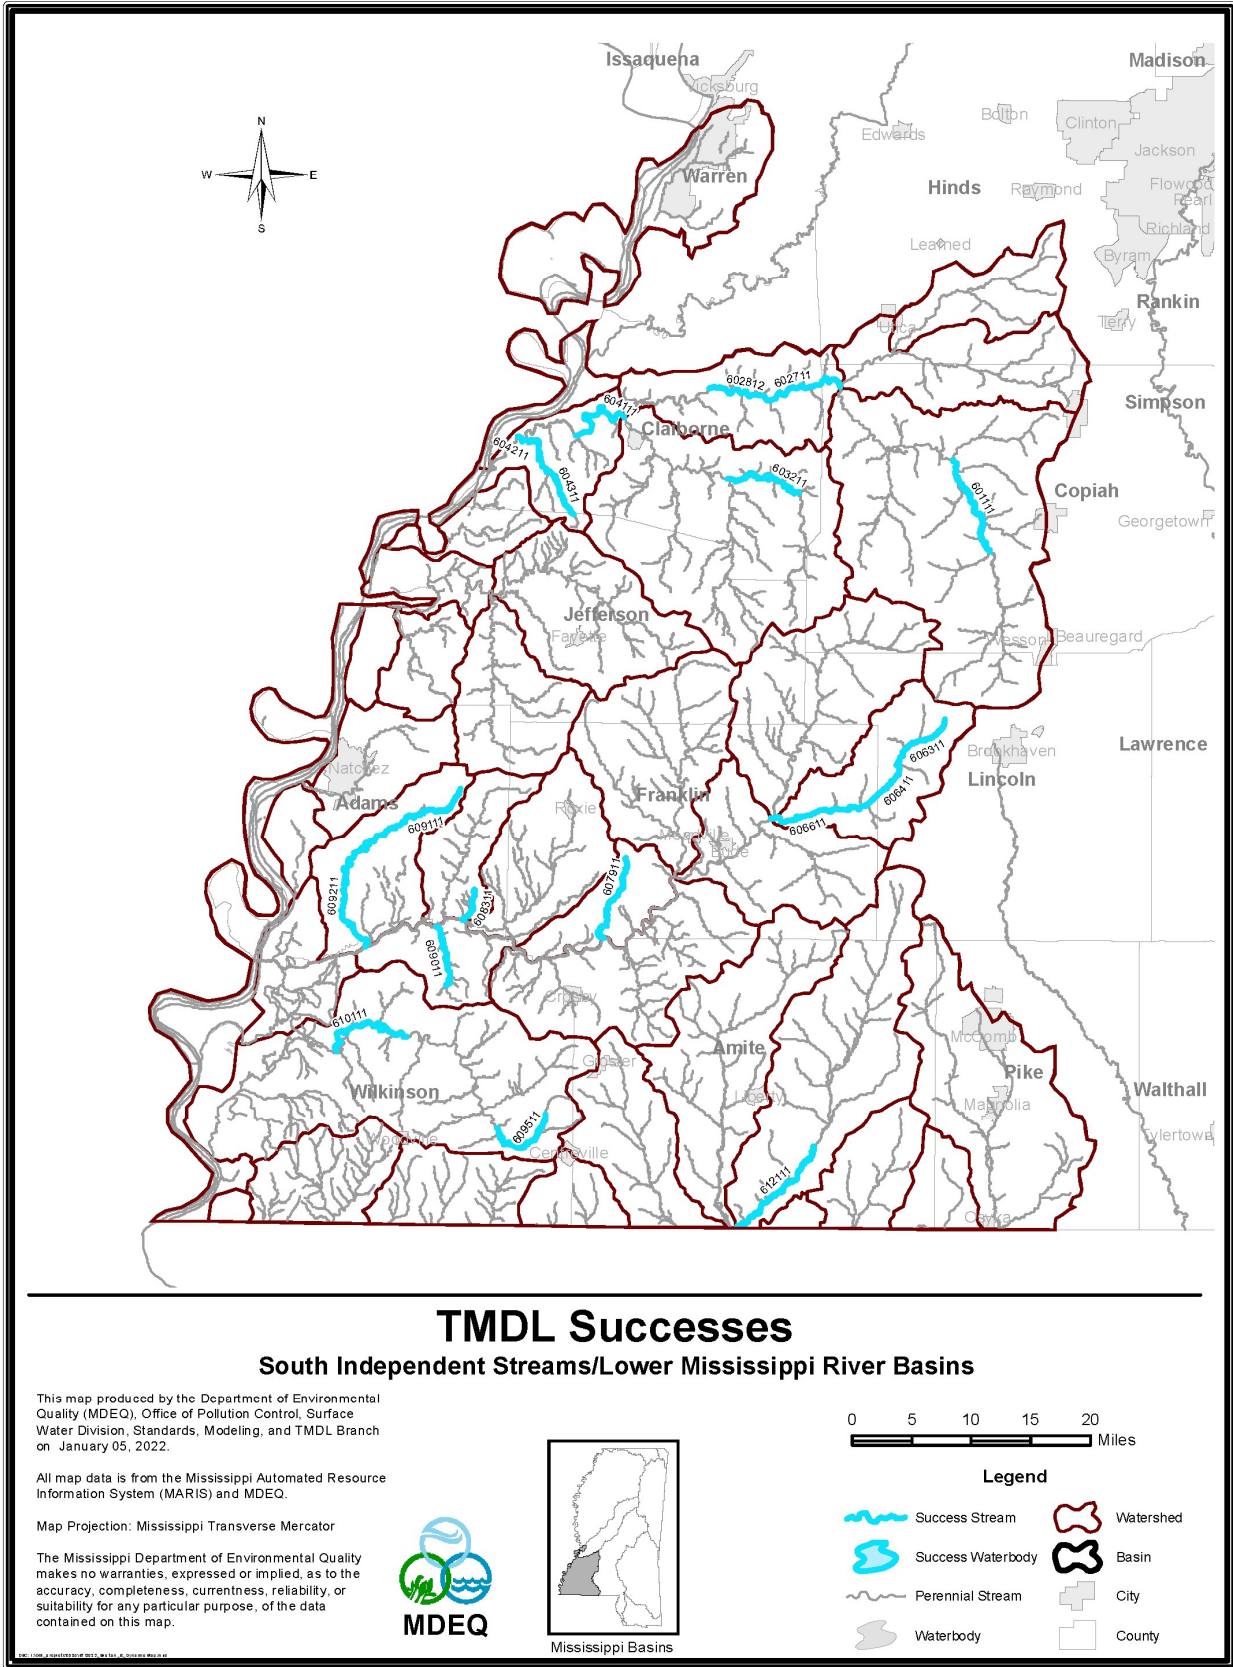 Issaquena
Madison
Vicksburg
Bolton
Clinton
Edwards
Jackson
Warren
Hinds
Raymond
Flowood
Pearl
Learned
Richland
Byram
Rankin
Utica
Terry
N
W
E
S
602812
602711
Simpson
604111
Claiborne
604211
604311
603211
601111
Copiah
Georgetown
Jefferson
Fayette
Wesson
Beauregard
606311
Brookhaven
Lawrence
Lincoln
Natchez
Adams
Roxie
Franklin
606411
609111
606611
Meadville
Bude
607911
609211
608311
609011
Crosby
610111
McComb
Amite
Gloster
Pike
Wilkinson
Liberty
Magnolia
Walthall
609511
Woodville
Centreville
Tylertown
612111
Osyka
TMDL Successes
South Independent Streams/Lower Mississippi River Basins
This map produced by the Department of Environmental
Quality (MDEQ), Office of Pollution Control, Surface
Water Division, Standards, Modeling, and TMDL Branch
on January 05, 2022.
All map data is from the Mississippi Automated Resource
Information System (MARIS) and MDEQ.
Map Projection: Mississippi Transverse Mercator
The Mississippi Department of Environmental Quality
makes no warranties, expressed or implied, as to the
accuracy, completeness, currentness, reliability, or
suitability for any particular purpose, of the data
contained on this map.
MDEQ
Mississippi Basins
0 5 10 15 20
Miles
Legend
Success Stream
Watershed
Success Waterbody
Basin
Perennial Stream
City
Waterbody
County